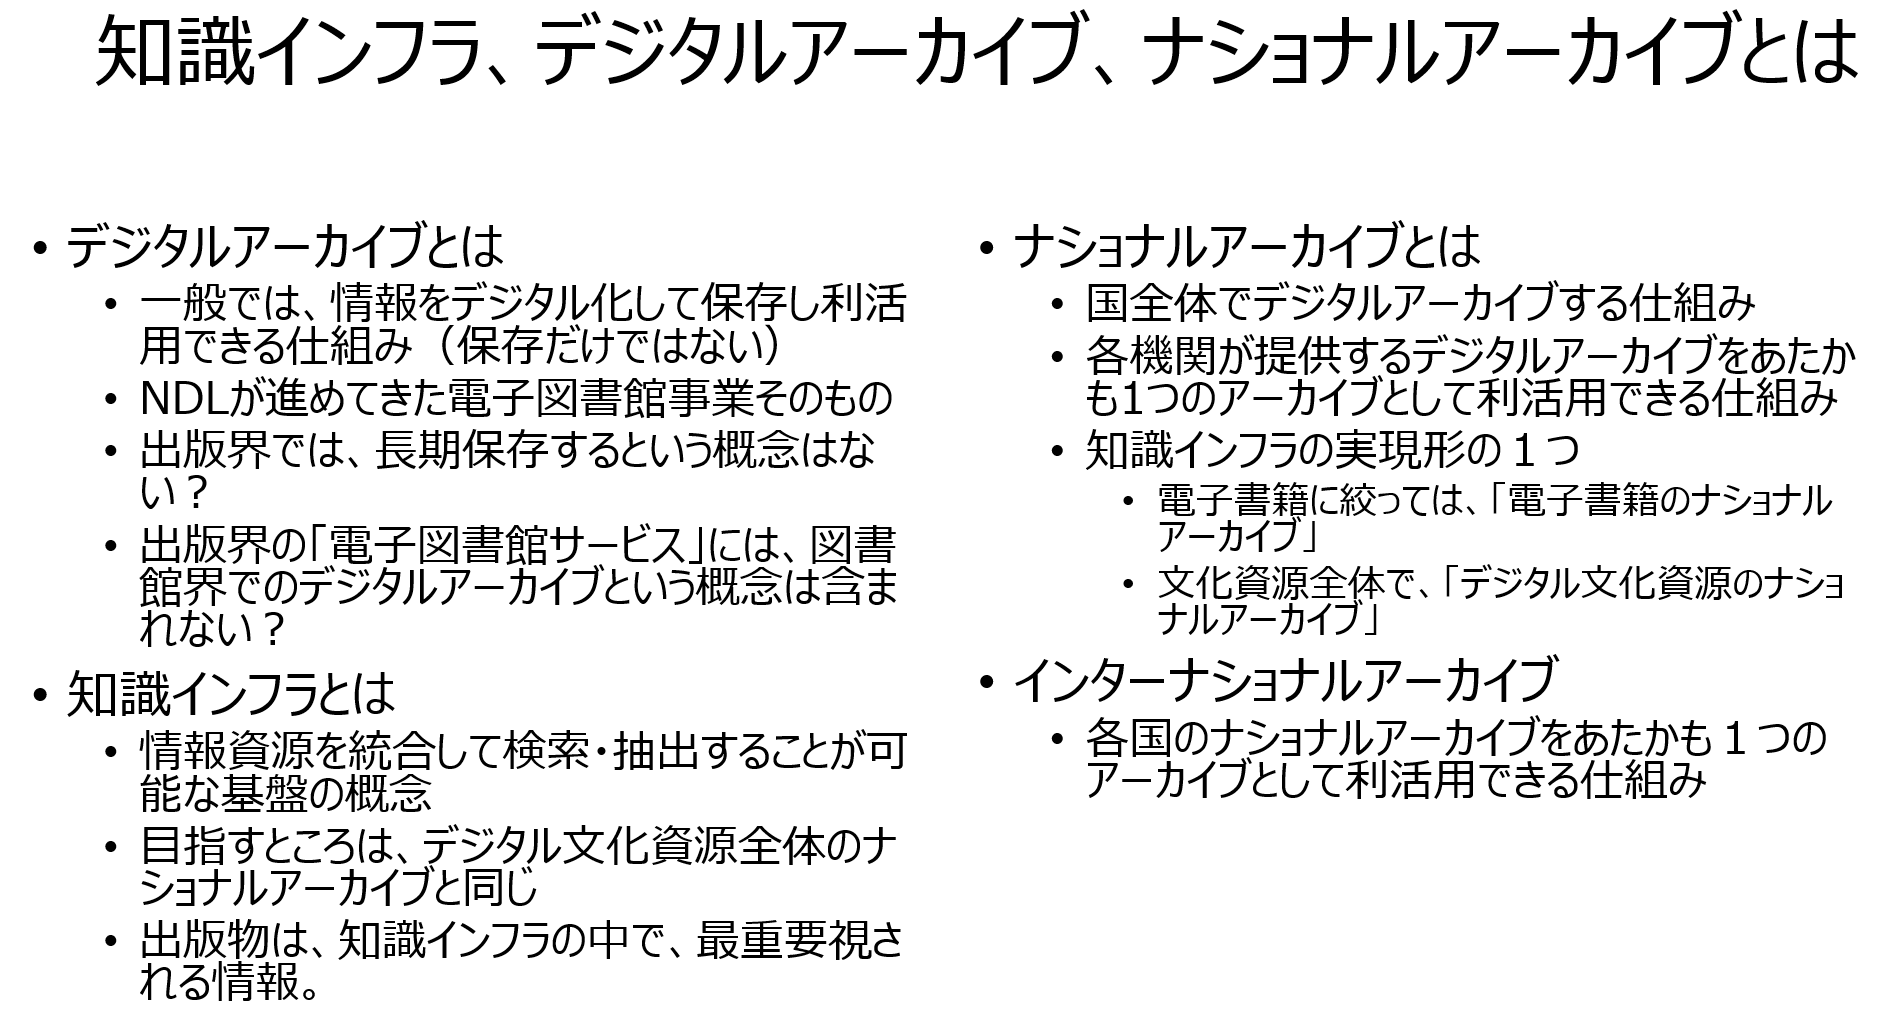 知識インフラ、デジタルアーカイブ、ナショナルアーカイブとは
• デジタルアーカイブとは
• 一般では、情報をデジタル化して保存し利活
用できる仕組み（保存だけではない）
• NDLが進めてきた電子図書館事業そのもの
• 出版界では、長期保存するという概念はな
い？
• 出版界の「電子図書館サービス」には、図書
館界でのデジタルアーカイブという概念は含ま
れない？
• 知識インフラとは
• 情報資源を統合して検索・抽出することが可
能な基盤の概念
• 目指すところは、デジタル文化資源全体のナ
ショナルアーカイブと同じ
• 出版物は、知識インフラの中で、最重要視さ
れる情報。
• ナショナルアーカイブとは
• 国全体でデジタルアーカイブする仕組み
• 各機関が提供するデジタルアーカイブをあたか
も1つのアーカイブとして利活用できる仕組み
• 知識インフラの実現形の１つ
• 電子書籍に絞っては、「電子書籍のナショナル
アーカイブ」
• 文化資源全体で、「デジタル文化資源のナショ
ナルアーカイブ」
• インターナショナルアーカイブ
• 各国のナショナルアーカイブをあたかも１つの
アーカイブとして利活用できる仕組み